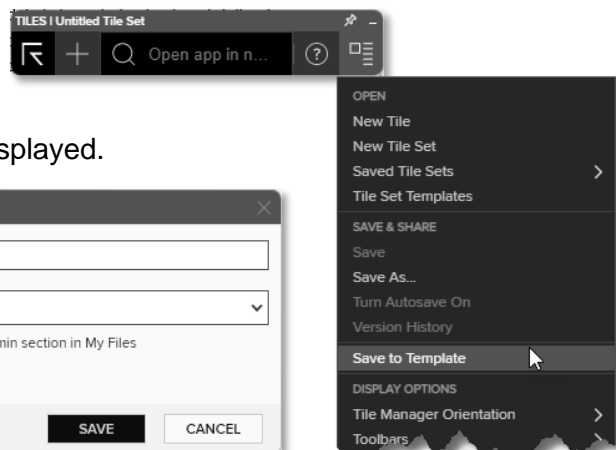 TILES | Untitled Tile Set
Open app in n...
?
OPEN
New Tile
New Tile Set
Saved Tile Sets
Tile Set Templates
SAVE & SHARE
Save
Save As...
Turn Autosave On
Version History
Save to Template
DISPLAY OPTIONS
Tile Manager Orientation
Toolbars
splayed.
min section in My Files
SAVE
CANCEL